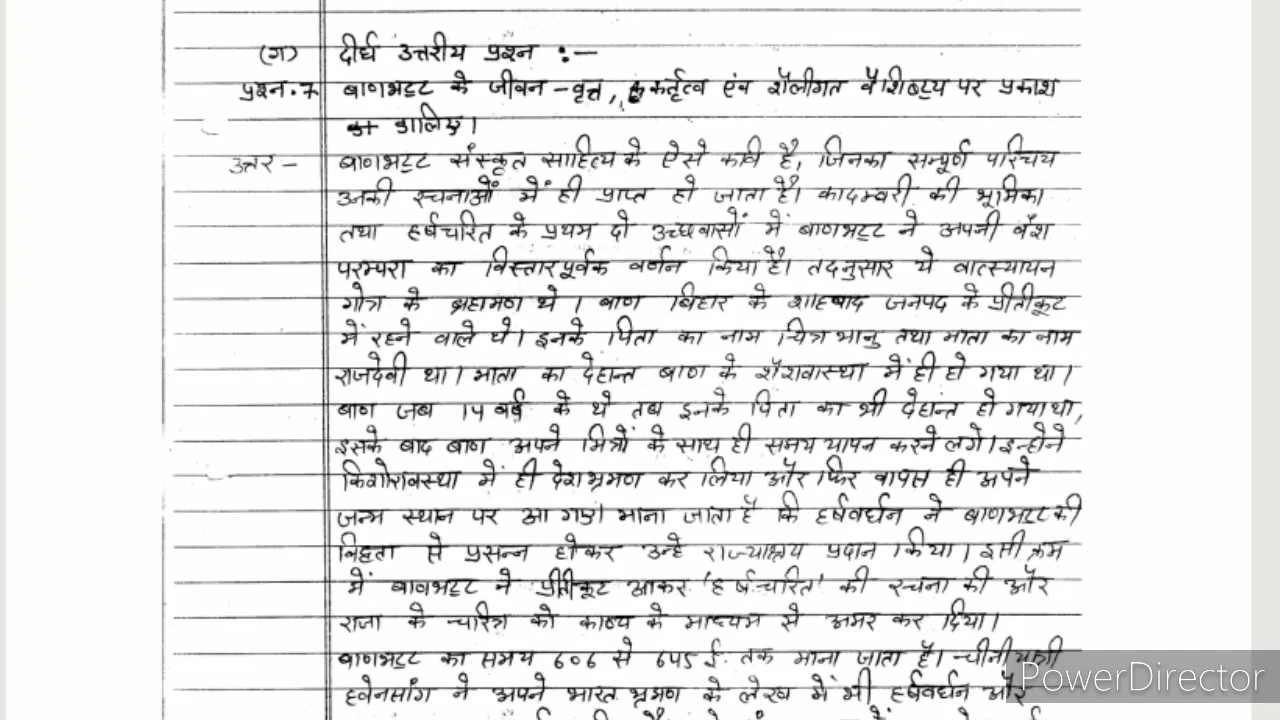 (ग) दीर्घ उत्तरीय प्रश्न :—
प्रश्न.7 बाणभट्ट के जीवन-वृत्त, कर्तृत्व एंव शैलीगत वैशिष्ट्य पर प्रकाश
डालिए।
उत्तर - बाणभट्ट संस्कृत साहित्य के ऐसे कवि है, जिनका सम्पूर्ण परिचय
उनकी रचनाओं में ही प्राप्त हो जाता है। कादम्बरी की भूमिका
तथा हर्षचरित के प्रथम दो उच्छवासों में बाणभट्ट ने अपनी वंश
परम्परा का विस्तारपूर्वक वर्णन किया है। तदनुसार ये वात्स्यायन
गोत्र के ब्रहामण थे। बाण बिहार के शाहबाद जनपद के प्रीतीकूट
में रहने वाले थे। इनके पिता का नाम चित्रभानु तथा माता का नाम
राजदेवी था। माता का देहान्त बाण के शैशवास्था में ही हो गया था।
बाण जब 14 वर्ष के थे तब इनके पिता का भी देहांत हो गया था,
इसके बाद बाण अपने मित्रों के साथ ही समय यापन करने लगे। इन्होने
किशोरावस्था में ही देशभ्रमण कर लिया और फिर वापस ही अपने
जन्म स्थान पर आ गए। माना जाता है कि हर्षवर्धन ने बाणभट्ट की
विद्वता से प्रसन्न होकर उन्हे राज्याश्रय प्रदान किया। इसी क्रम
में बाणभट्ट ने प्रीतिकूट आकर 'हर्षचरित' की रचना की और
राजा के चरित्र को काव्य के माध्यम से अमर कर दिया।
बाणभट्ट का समय 606 से 645 ई. तक माना जाता है। चीनी यात्री
हवेनसांग ने अपने भारत भ्रमण के लेख में भी हर्षवर्धन और
PowerDirector